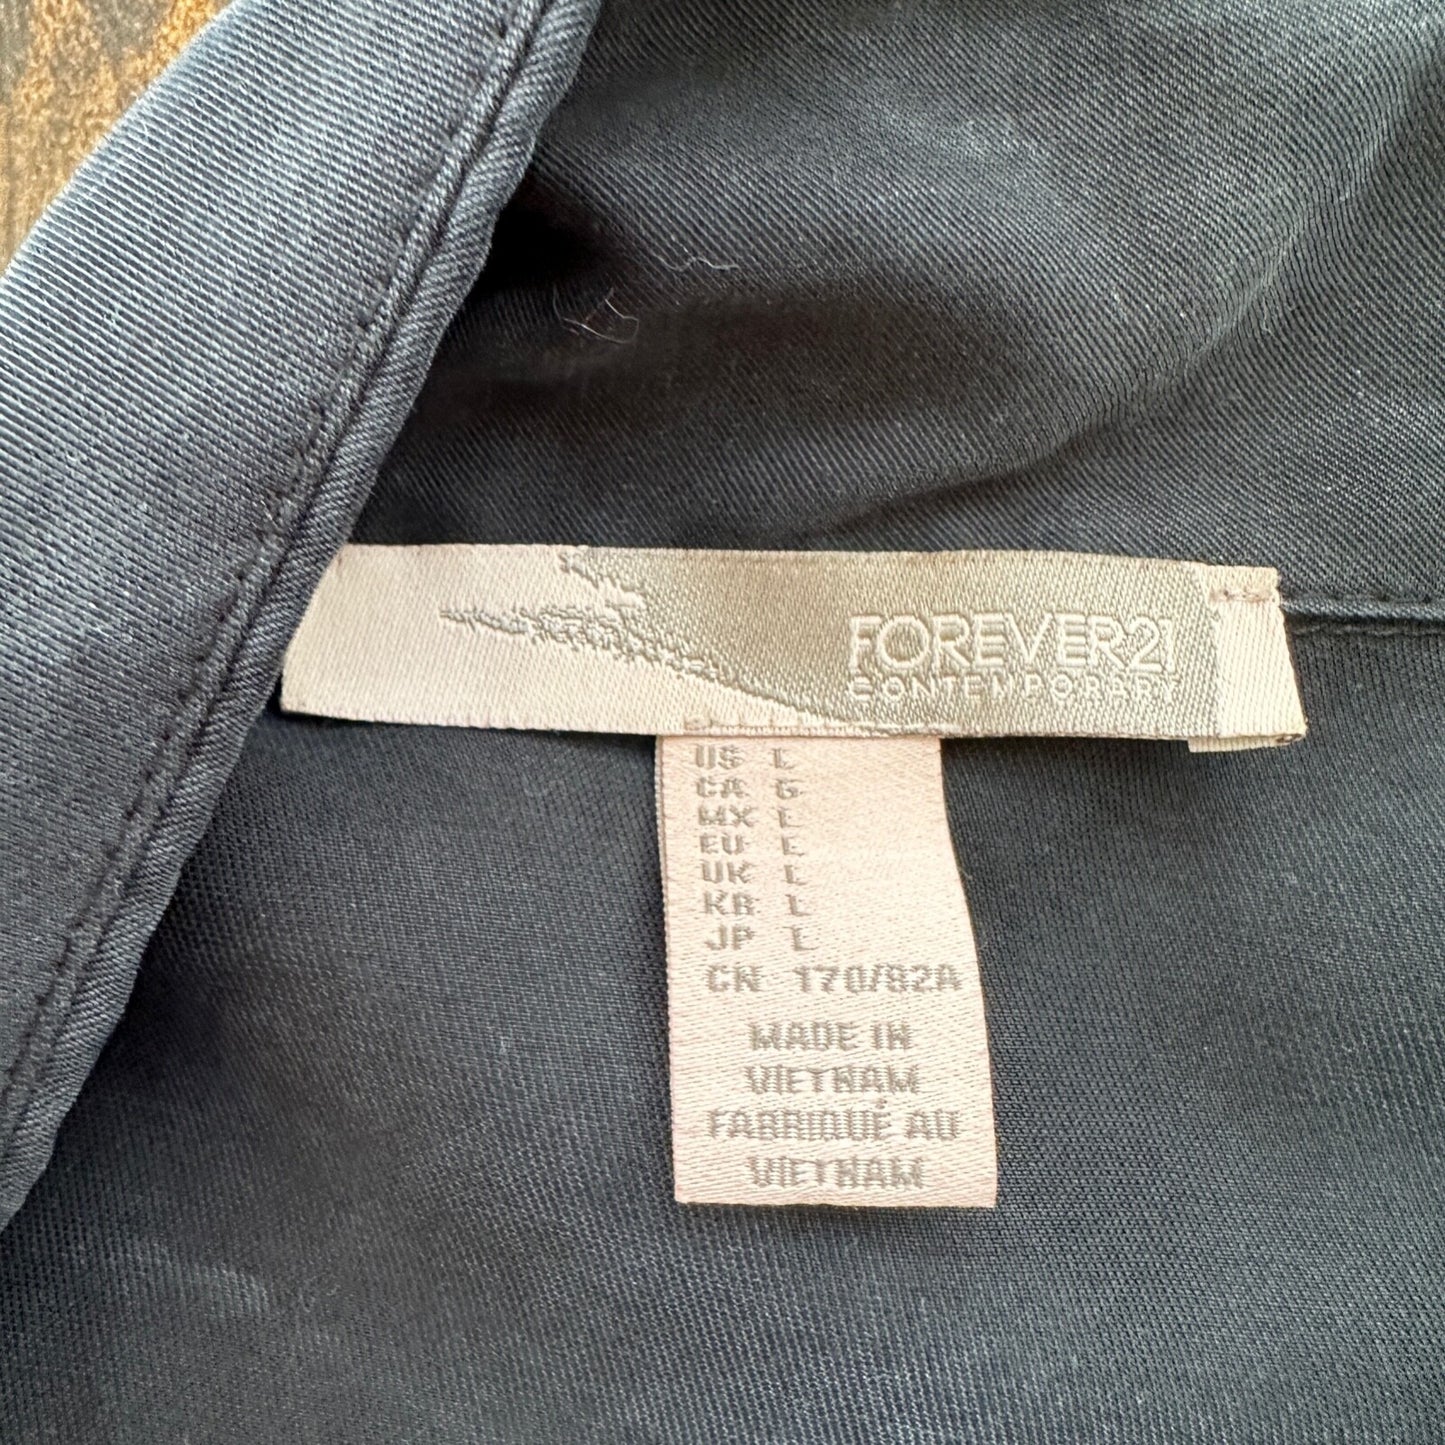 FOREVER21
CONTEMPORARY
US L
CA G
MX L
EU L
UK L
KR L
JP L
CN 170/92A
MADE IN
VIETNAM
FABRIQUÉ AU
VIETNAM